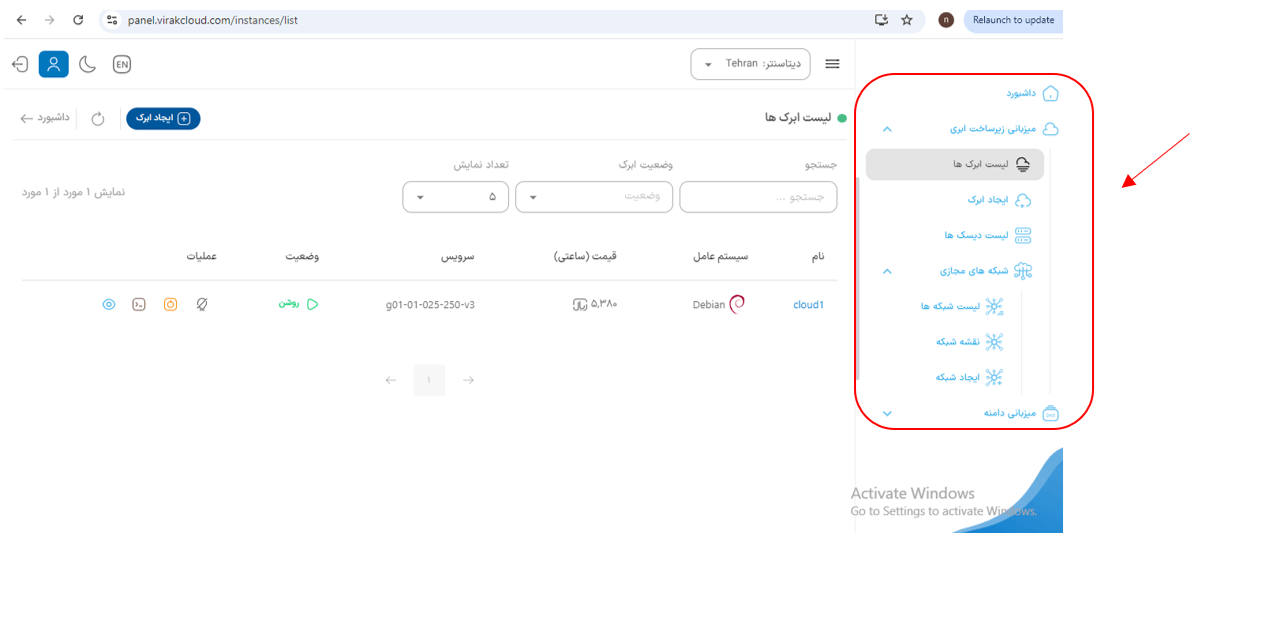 panel.virakcloud.com/instances/list
n
Relaunch to update
EN
دیتاسنتر: Tehran
لیست ابرک ها
ایجاد ابرک
داشبورد
جستجو
وضعیت ابرک
تعداد نمایش
جستجو ...
وضعیت
۵
نمایش ۱ مورد از ۱ مورد
نام
سیستم عامل
قیمت (ساعتی)
سرویس
وضعیت
عملیات
cloud1
Debian
۵,۳۸۰ ریال
g01-01-025-250-v3
روشن
۱
داشبورد
میزبانی زیرساخت ابری
لیست ابرک ها
ایجاد ابرک
لیست دیسک ها
شبکه های مجازی
لیست شبکه ها
نقشه شبکه
ایجاد شبکه
میزبانی دامنه
Activate Windows
Go to Settings to activate Windows.